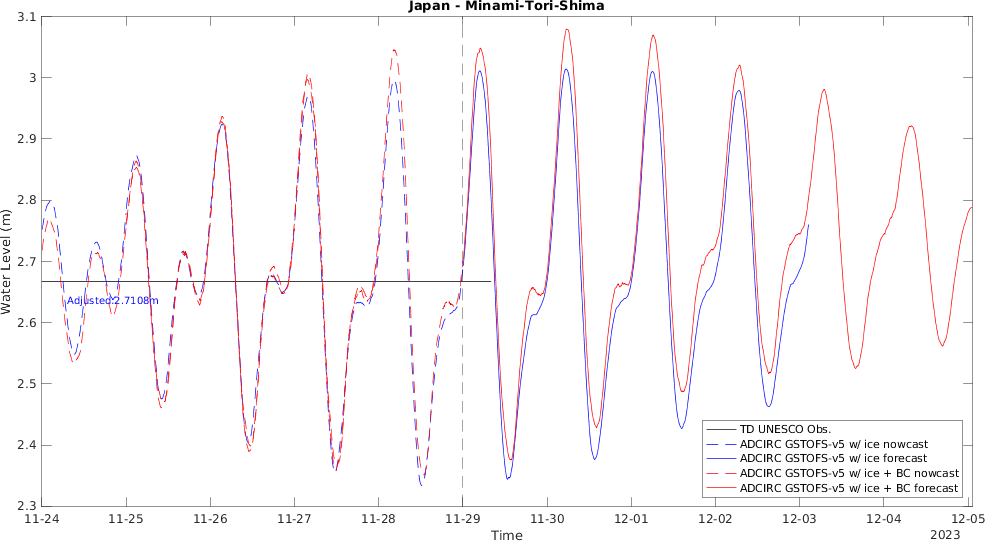 Japan - Minami-Tori-Shima
3.1
3
2.9
2.8
2.7
2.6
2.5
2.4
2.3
Water Level (m)
Adjusted:2.7108m
TD UNESCO Obs.
ADCIRC GSTOFS-v5 w/ ice nowcast
ADCIRC GSTOFS-v5 w/ ice forecast
ADCIRC GSTOFS-v5 w/ ice + BC nowcast
ADCIRC GSTOFS-v5 w/ ice + BC forecast
11-24 11-25 11-26 11-27 11-28 11-29 11-30 12-01 12-02 12-03 12-04 12-05
Time
2023